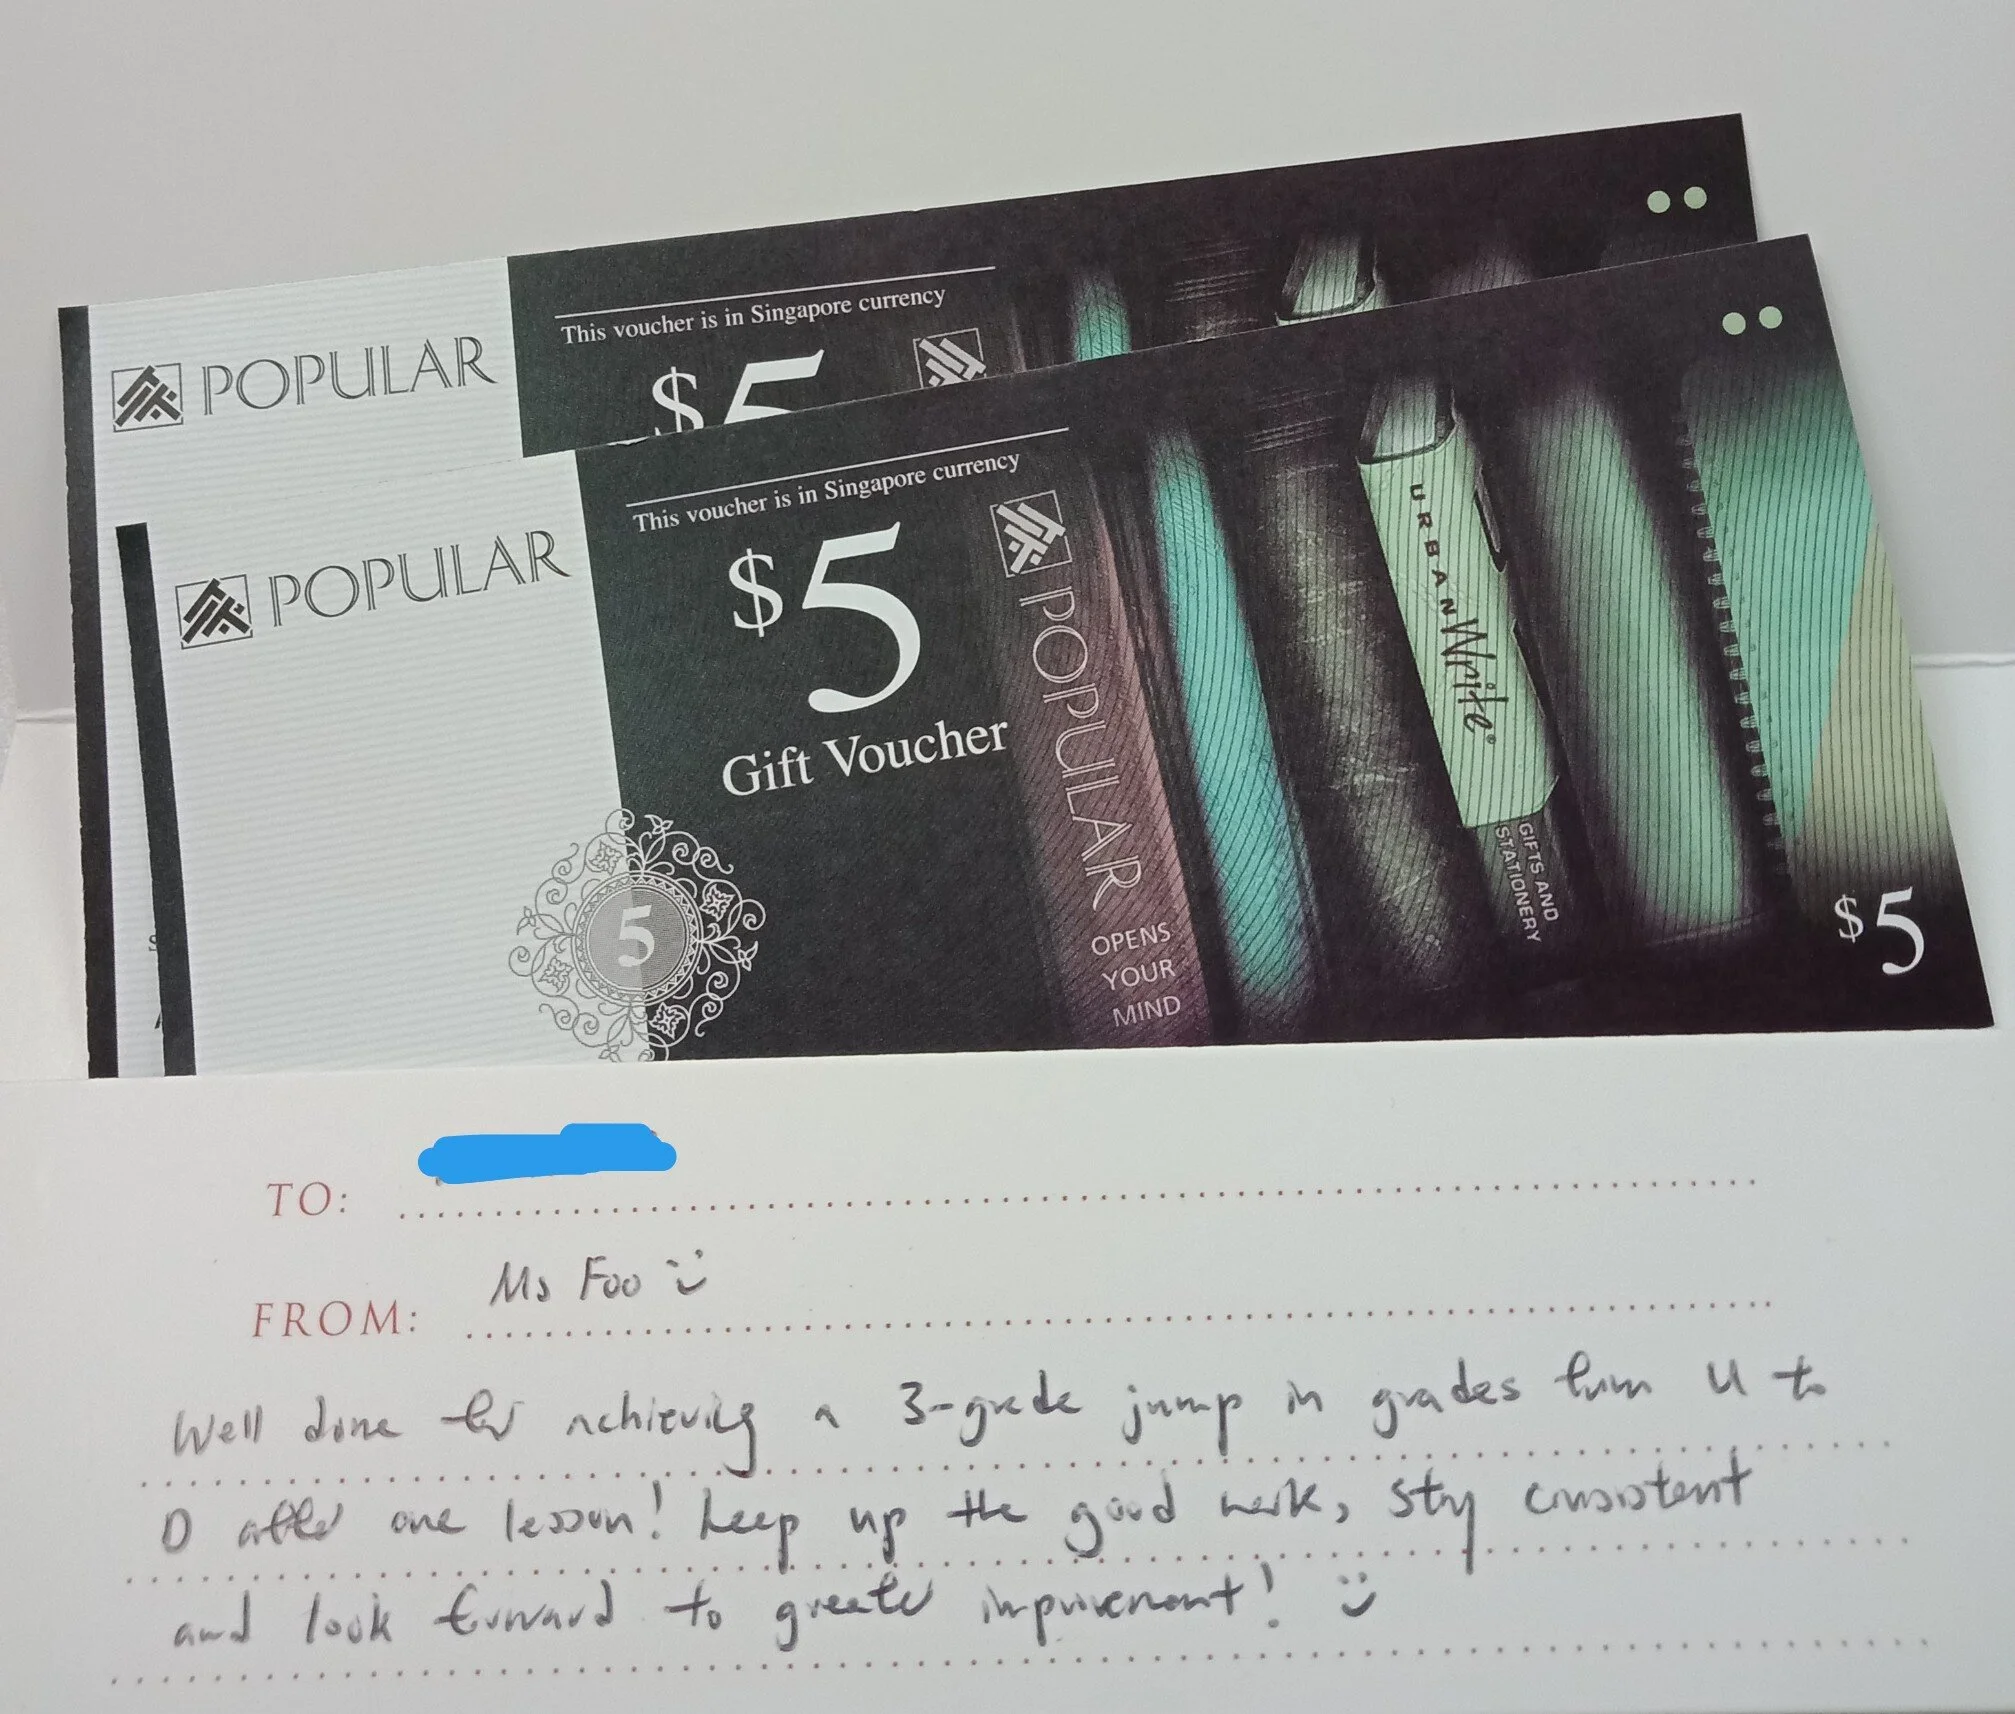 POPULAR
This voucher is in Singapore currency
$5
POPULAR
This voucher is in Singapore currency
$5
Gift Voucher
5
POPULAR
OPENS
YOUR
MIND
URBAN Write®
GIFTS AND
STATIONERY
$5
TO:
FROM: Ms Foo
Well done for achieving a 3-grade jump in grades from U to
D after one lesson! Keep up the good work, stay consistent
and look forward to greater improvement!